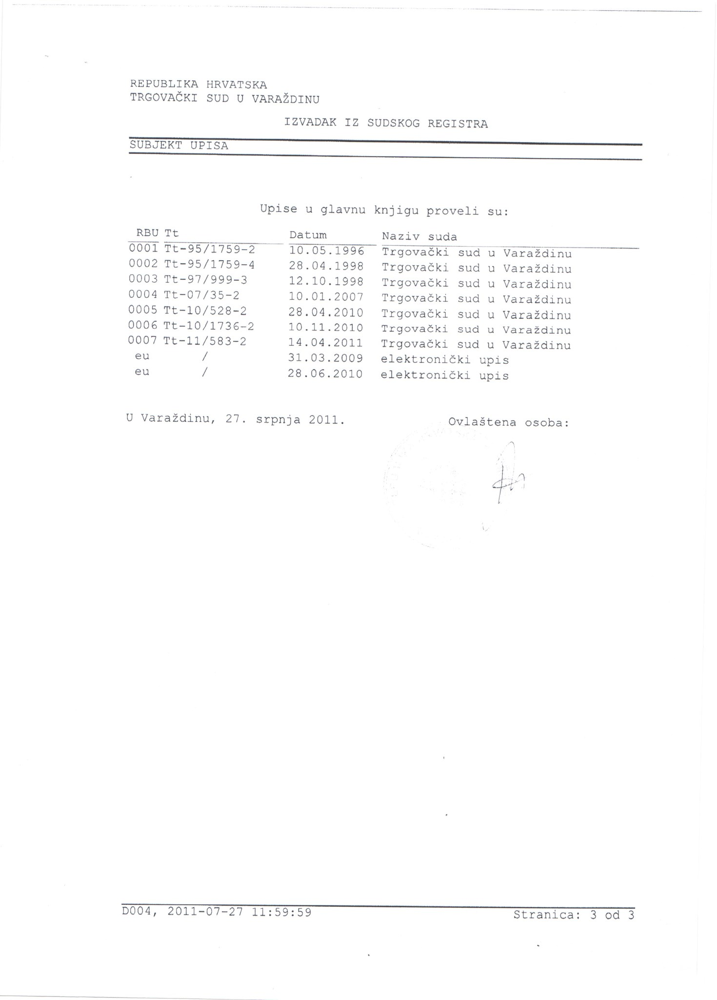 REPUBLIKA HRVATSKA
TRGOVAČKI SUD U VARAŽDINU
IZVADAK IZ SUDSKOG REGISTRA
SUBJEKT UPISA
Upise u glavnu knjigu proveli su:
RBU Tt Datum Naziv suda
0001 Tt-95/1759-2 10.05.1996 Trgovački sud u Varaždinu
0002 Tt-95/1759-4 28.04.1998 Trgovački sud u Varaždinu
0003 Tt-97/999-3 12.10.1998 Trgovački sud u Varaždinu
0004 Tt-07/35-2 10.01.2007 Trgovački sud u Varaždinu
0005 Tt-10/528-2 28.04.2010 Trgovački sud u Varaždinu
0006 Tt-10/1736-2 10.11.2010 Trgovački sud u Varaždinu
0007 Tt-11/583-2 14.04.2011 Trgovački sud u Varaždinu
eu / 31.03.2009 elektronički upis
eu / 28.06.2010 elektronički upis
U Varaždinu, 27. srpnja 2011. Ovlaštena osoba:
D004, 2011-07-27 11:59:59 Stranica: 3 od 3